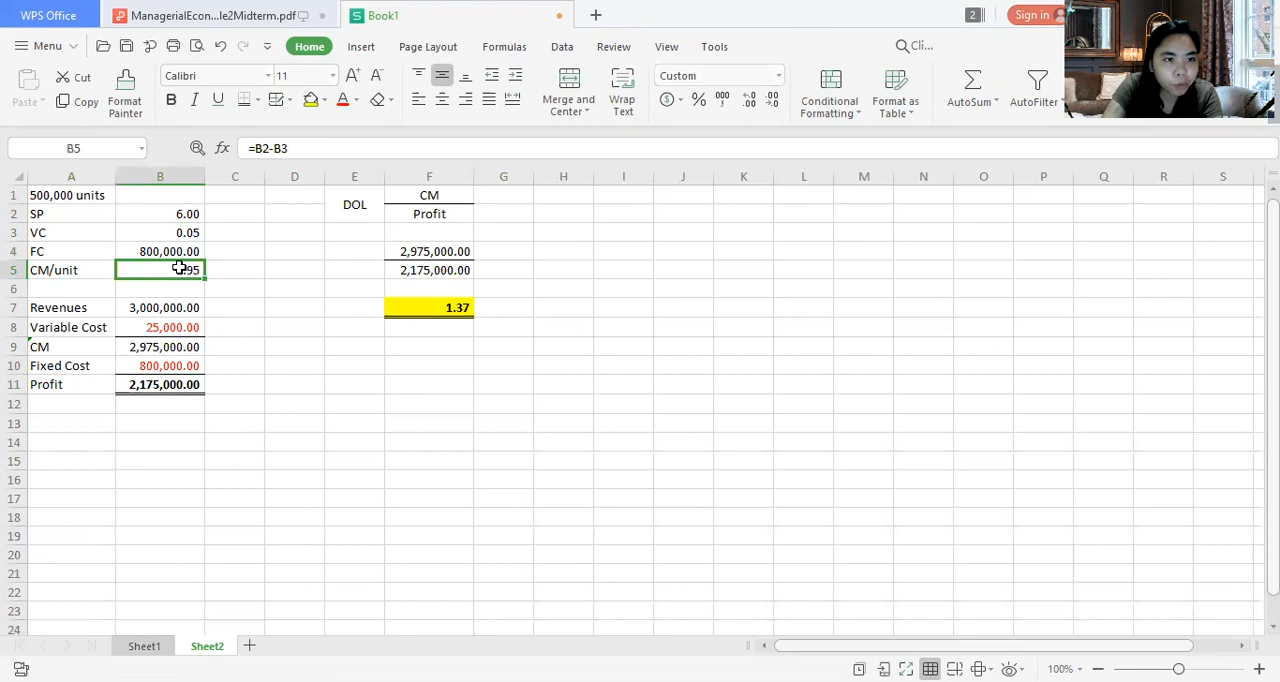 WPS Office ManagerialEcon...le2Midterm.pdf Book1 2 Sign in
Menu Home Insert Page Layout Formulas Data Review View Tools Cli...
Paste Cut Copy Format Painter Calibri 11 A+ A- B I U A Merge and Center Wrap Text Custom Conditional Formatting Format as Table AutoSum AutoFilter
B5 fx =B2-B3
A B C D E F G H I J K L M N O P Q R S
1 500,000 units CM
2 SP 6.00 DOL Profit
3 VC 0.05
4 FC 800,000.00 2,975,000.00
5 CM/unit 2,175,000.00
6
7 Revenues 3,000,000.00 1.37
8 Variable Cost 25,000.00
9 CM 2,975,000.00
10 Fixed Cost 800,000.00
11 Profit 2,175,000.00
12
13
14
15
16
17
18
19
20
21
22
23
24
Sheet1 Sheet2
100%